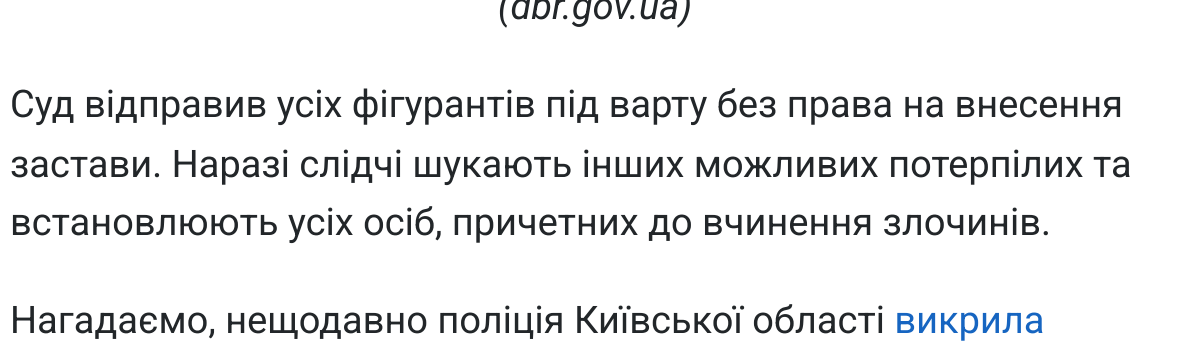 (dbr.gov.ua)
Суд відправив усіх фігурантів під варту без права на внесення
застави. Наразі слідчі шукають інших можливих потерпілих та
встановлюють усіх осіб, причетних до вчинення злочинів.
Нагадаємо, нещодавно поліція Київської області викрила